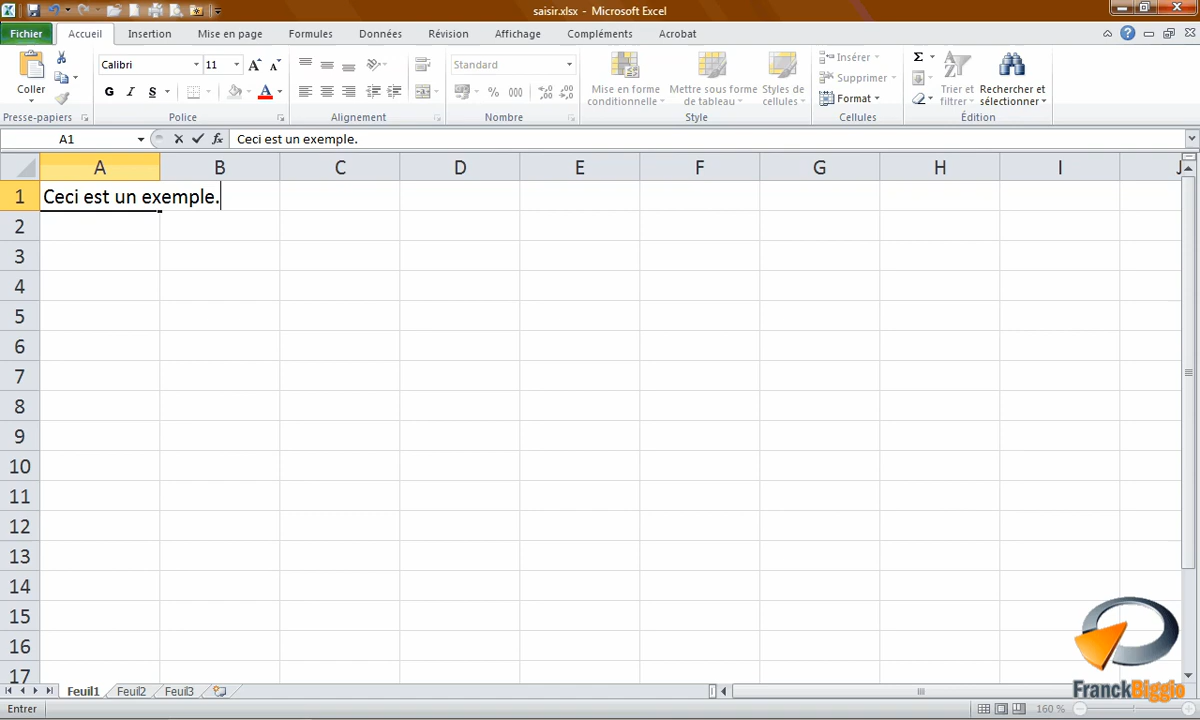 saisir.xlsx - Microsoft Excel
Fichier Accueil Insertion Mise en page Formules Données Révision Affichage Compléments Acrobat
Coller
Presse-papiers
Calibri 11
G I S
Police
Alignement
Standard
% 000
Nombre
Mise en forme conditionnelle
Mettre sous forme de tableau
Styles de cellules
Style
Insérer
Supprimer
Format
Cellules
Σ
Trier et filtrer
Rechercher et sélectionner
Édition
A1 fx Ceci est un exemple.
A B C D E F G H I J
1 Ceci est un exemple.
2
3
4
5
6
7
8
9
10
11
12
13
14
15
16
17
FranckBiggio
Feuil1 Feuil2 Feuil3
Entrer 160 %